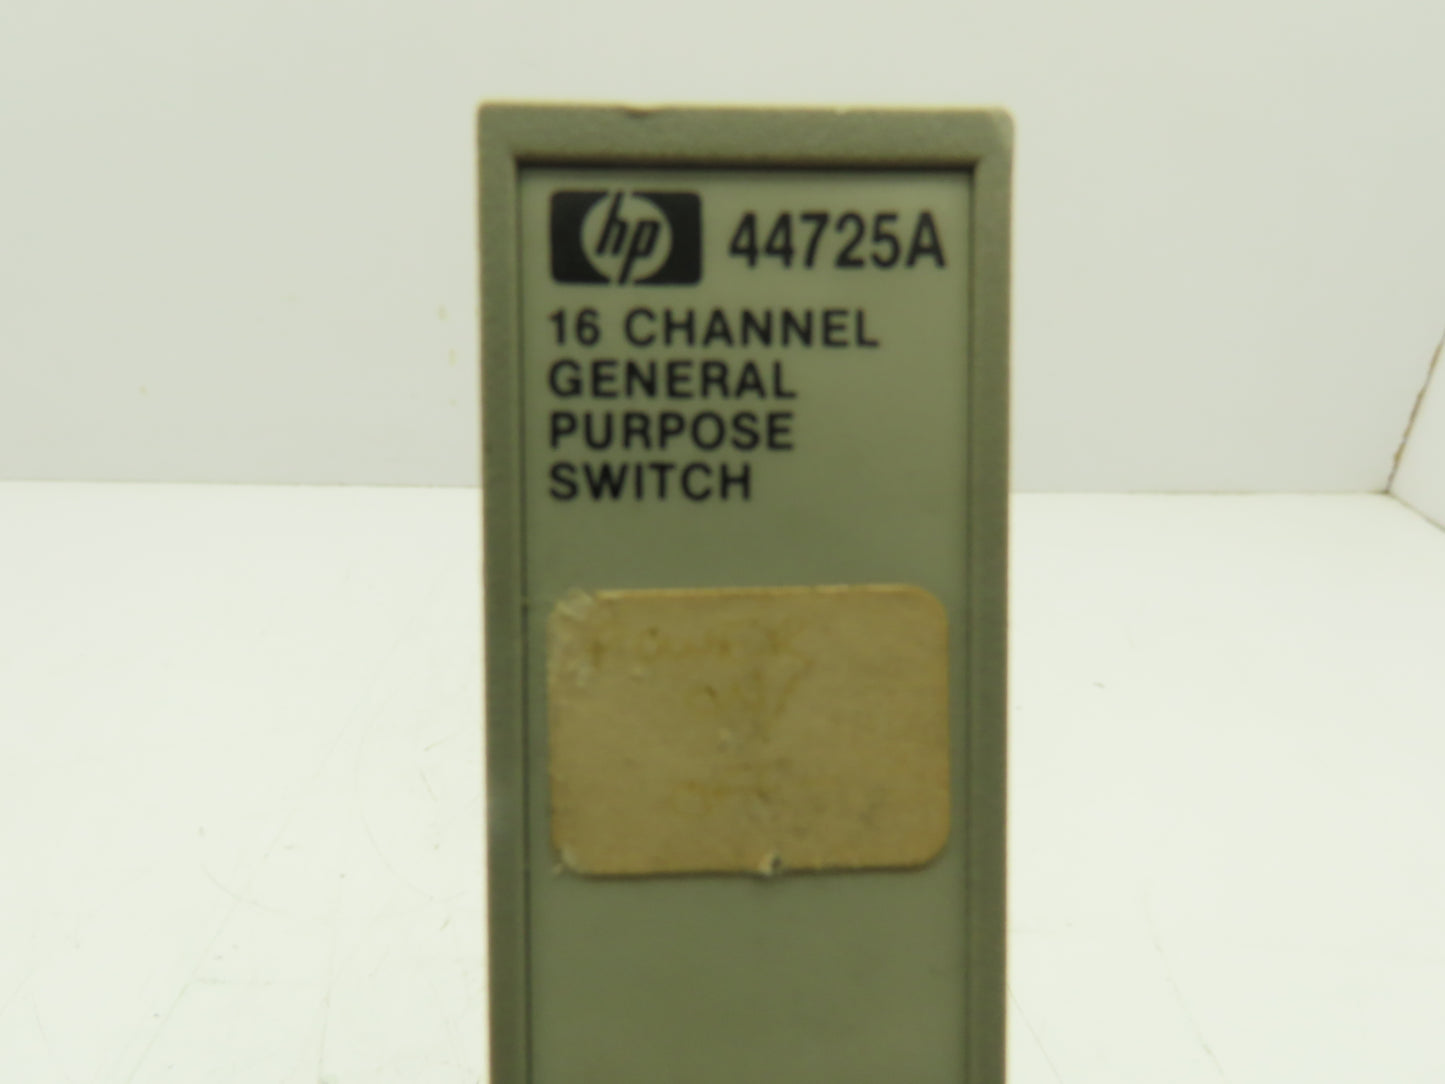 hp 44725A
16 CHANNEL
GENERAL
PURPOSE
SWITCH